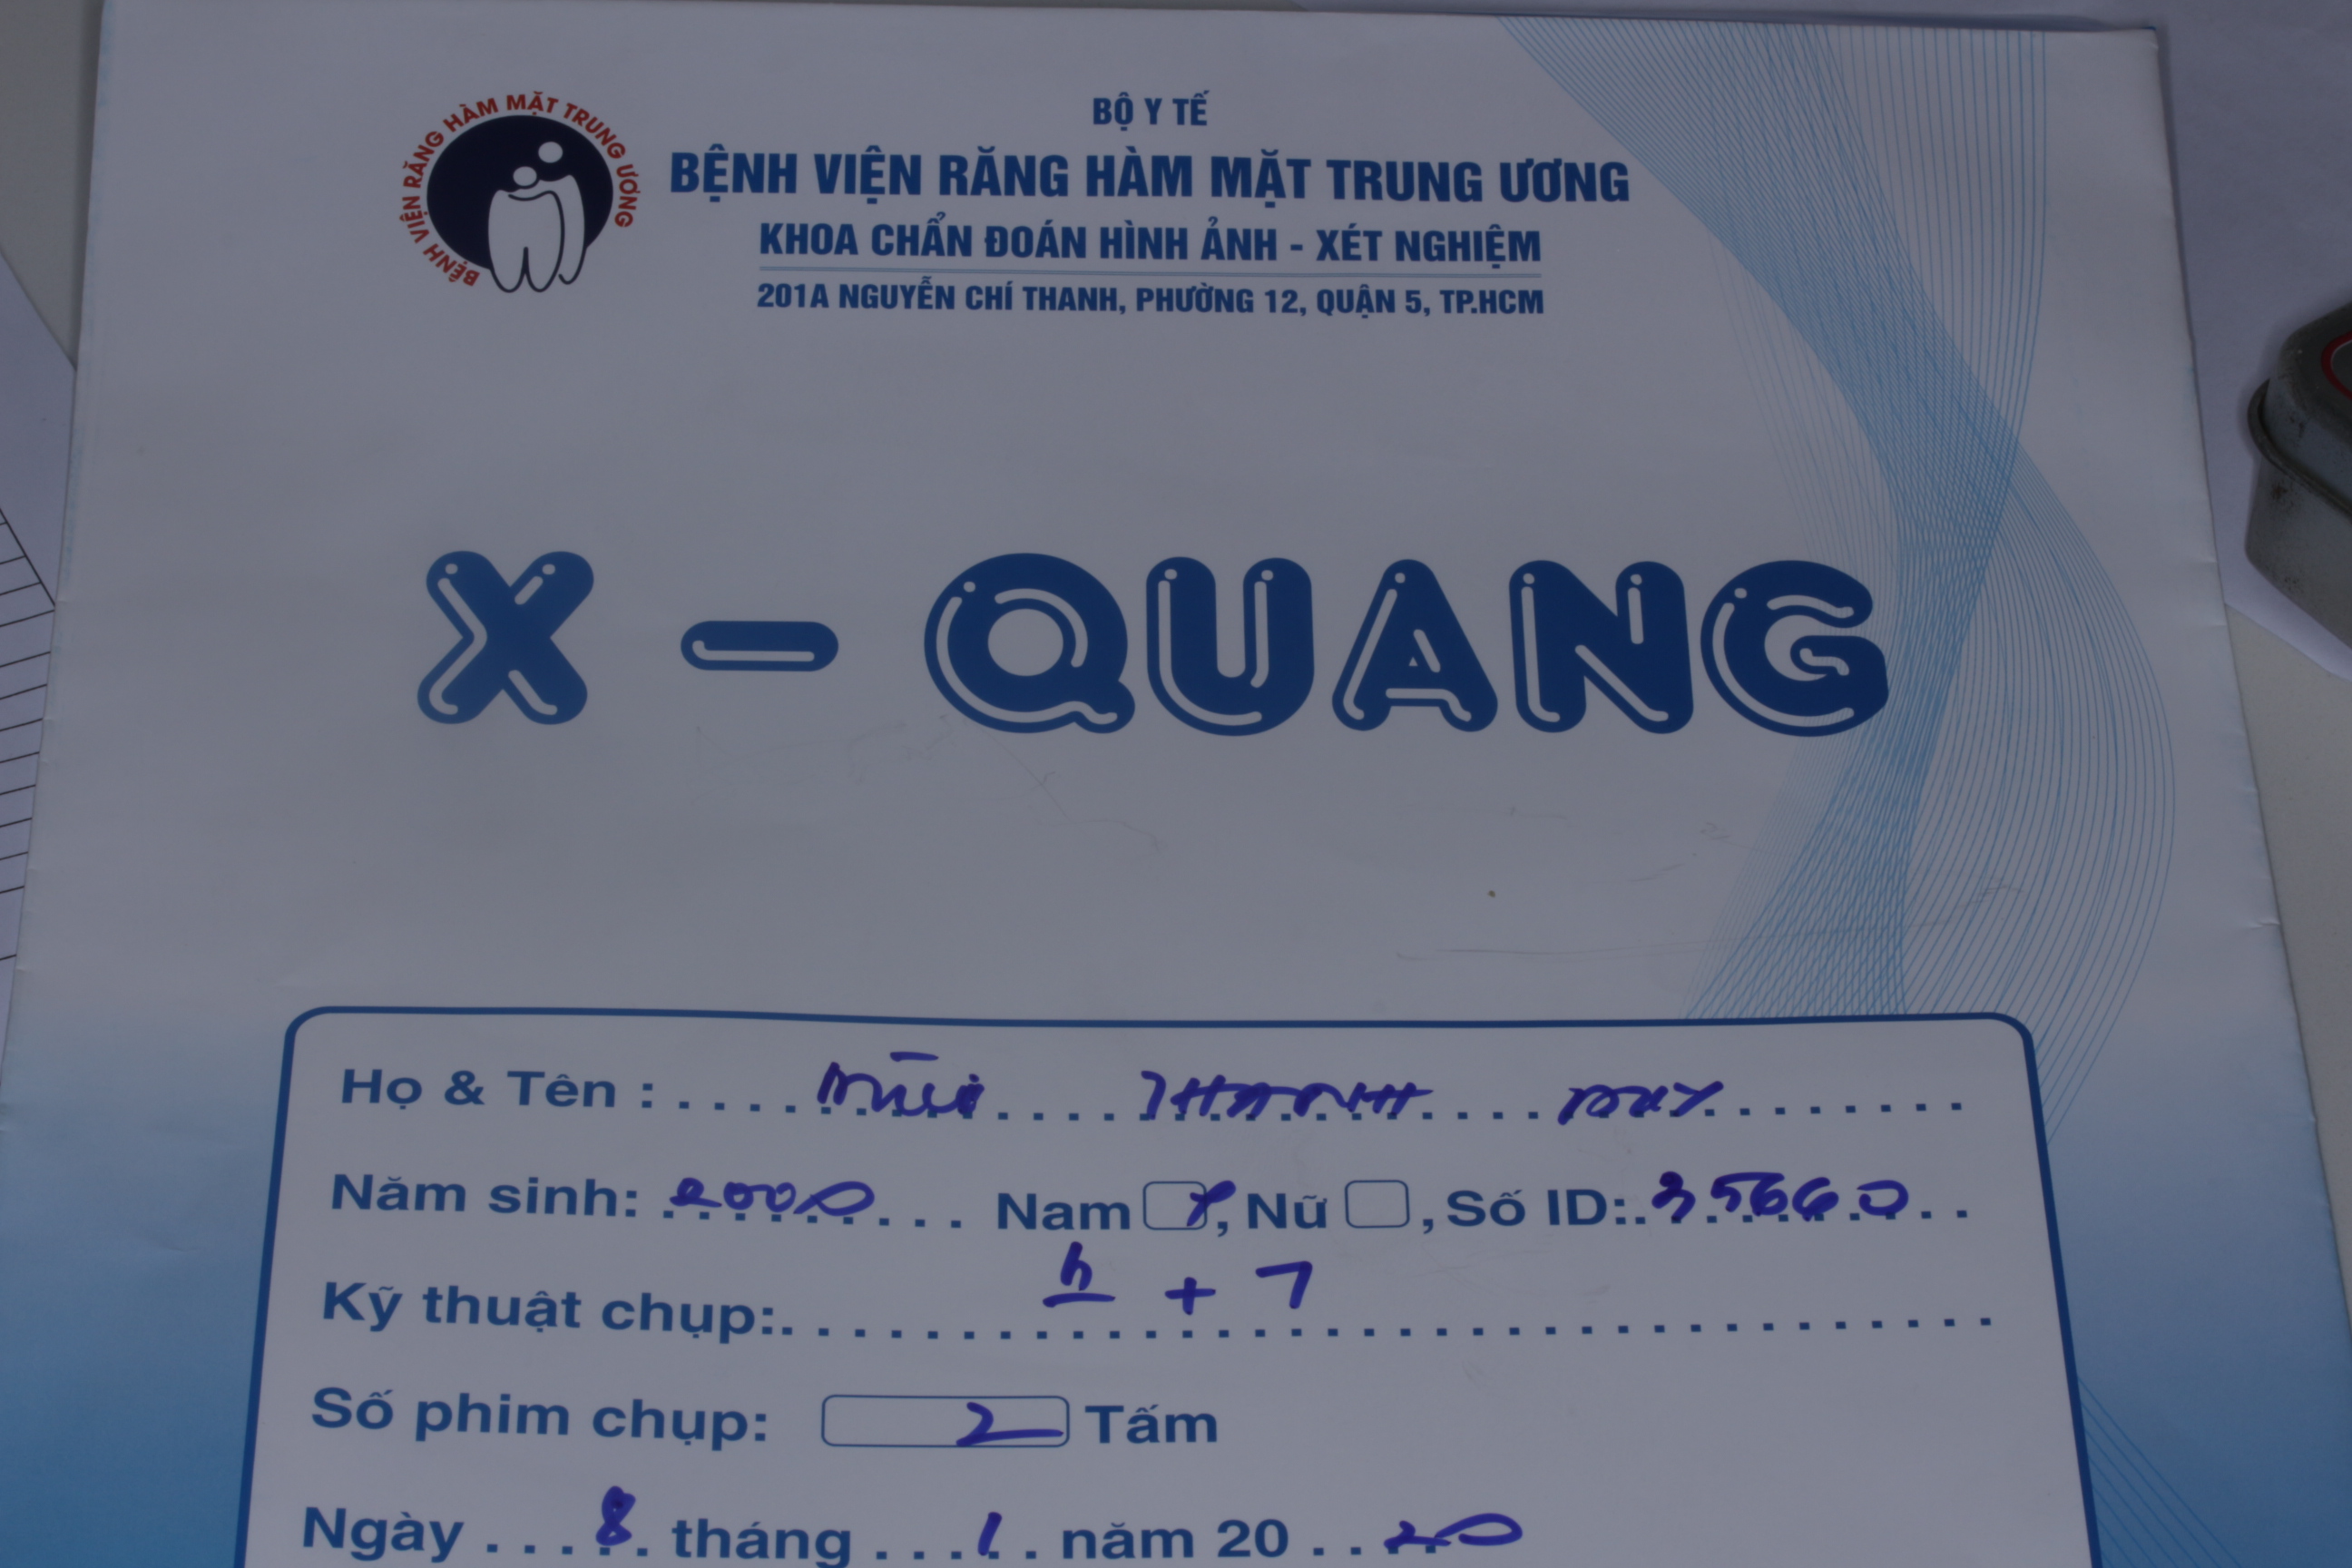 BỆNH VIỆN RĂNG HÀM MẶT TRUNG ƯƠNG
BỘ Y TẾ
BỆNH VIỆN RĂNG HÀM MẶT TRUNG ƯƠNG
KHOA CHẨN ĐOÁN HÌNH ẢNH - XÉT NGHIỆM
201A NGUYỄN CHÍ THANH, PHƯỜNG 12, QUẬN 5, TP.HCM
X - QUANG
Họ & Tên : THANH DUY
Năm sinh: 2000 Nam , Nữ , Số ID: 35660
Kỹ thuật chụp: + 7
Số phim chụp: 2 Tấm
Ngày 8 tháng 1 năm 20 20